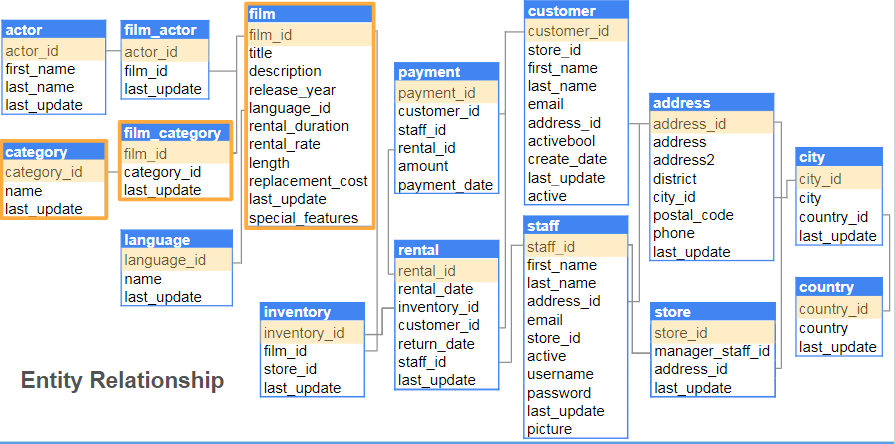 actor
actor_id
first_name
last_name
last_update
film_actor
actor_id
film_id
last_update
film
film_id
title
description
release_year
language_id
rental_duration
rental_rate
length
replacement_cost
last_update
special_features
category
category_id
name
last_update
film_category
film_id
category_id
last_update
language
language_id
name
last_update
inventory
inventory_id
film_id
store_id
last_update
payment
payment_id
customer_id
staff_id
rental_id
amount
payment_date
rental
rental_id
rental_date
inventory_id
customer_id
return_date
staff_id
last_update
customer
customer_id
store_id
first_name
last_name
email
address_id
activebool
create_date
last_update
active
staff
staff_id
first_name
last_name
address_id
email
store_id
active
username
password
last_update
picture
address
address_id
address
address2
district
city_id
postal_code
phone
last_update
store
store_id
manager_staff_id
address_id
last_update
city
city_id
city
country_id
last_update
country
country_id
country
last_update
Entity Relationship